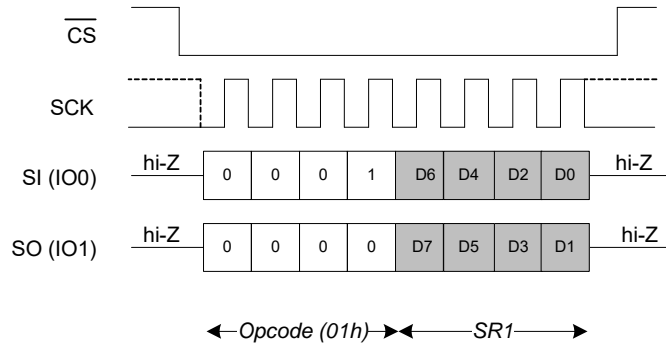 CS
SCK
hi-Z hi-Z
SI (IO0) 0 0 0 1 D6 D4 D2 D0
hi-Z hi-Z
SO (IO1) 0 0 0 0 D7 D5 D3 D1
Opcode (01h) SR1